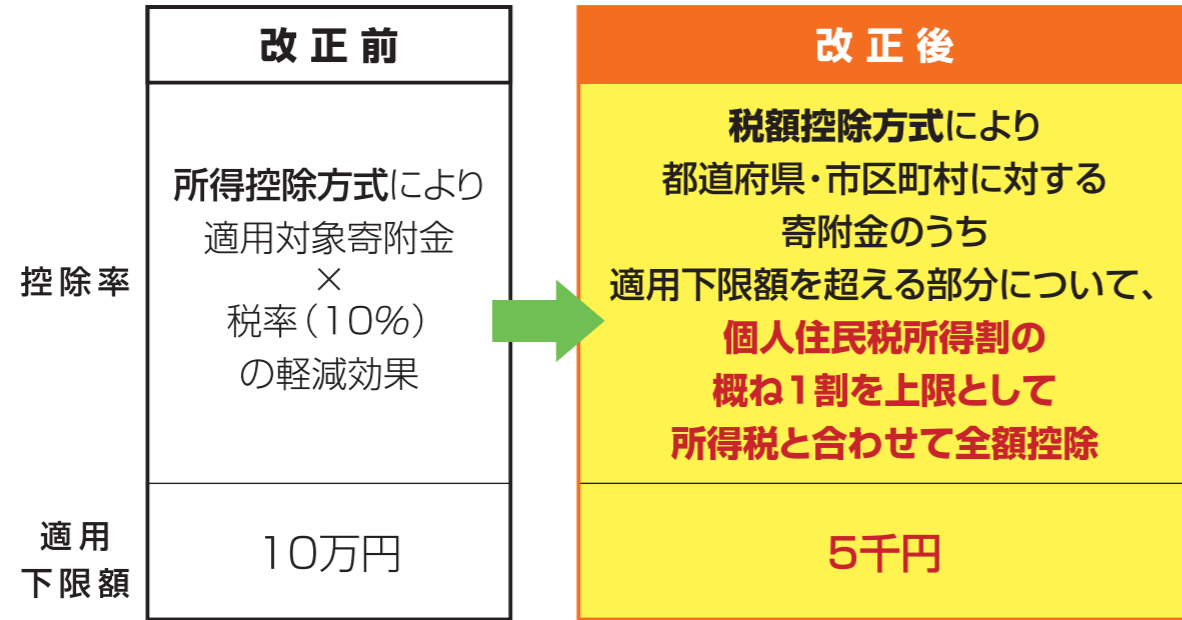 改正前
改正後
控除率
所得控除方式により
適用対象寄附金
×
税率（10%）
の軽減効果
税額控除方式により
都道府県・市区町村に対する
寄附金のうち
適用下限額を超える部分について、
個人住民税所得割の
概ね1割を上限として
所得税と合わせて全額控除
適用
下限額
10万円
5千円